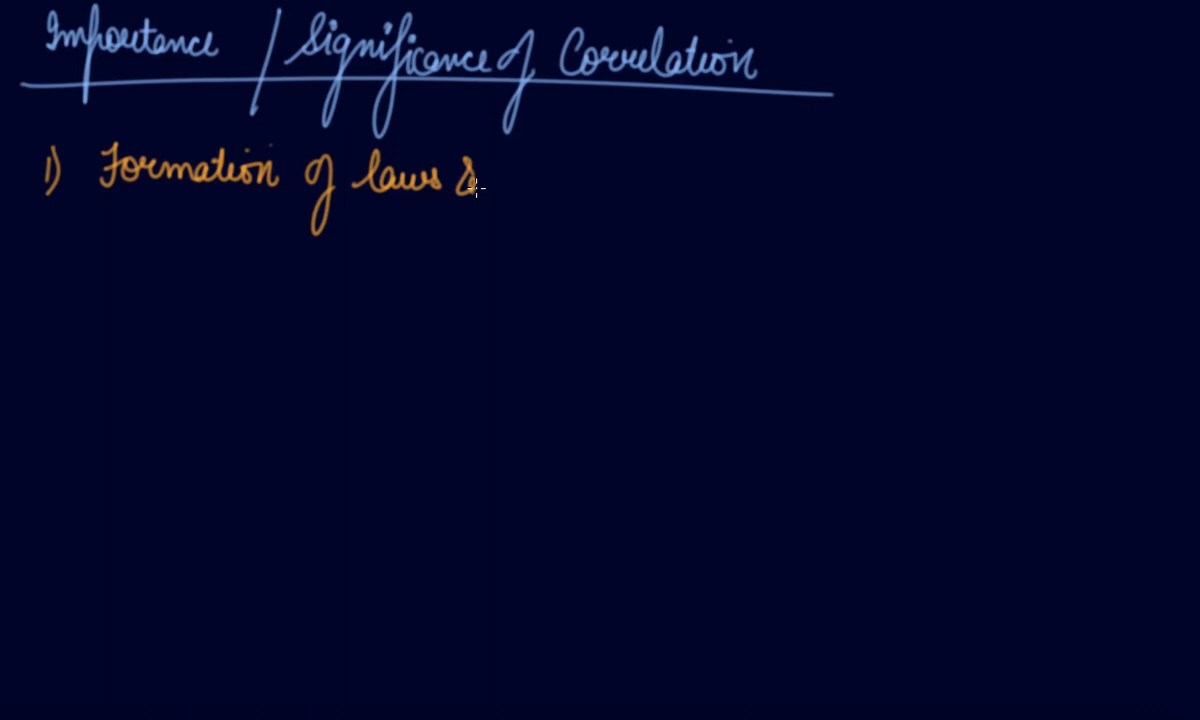 Importance / Significance of Correlation
1) Formation of laws &